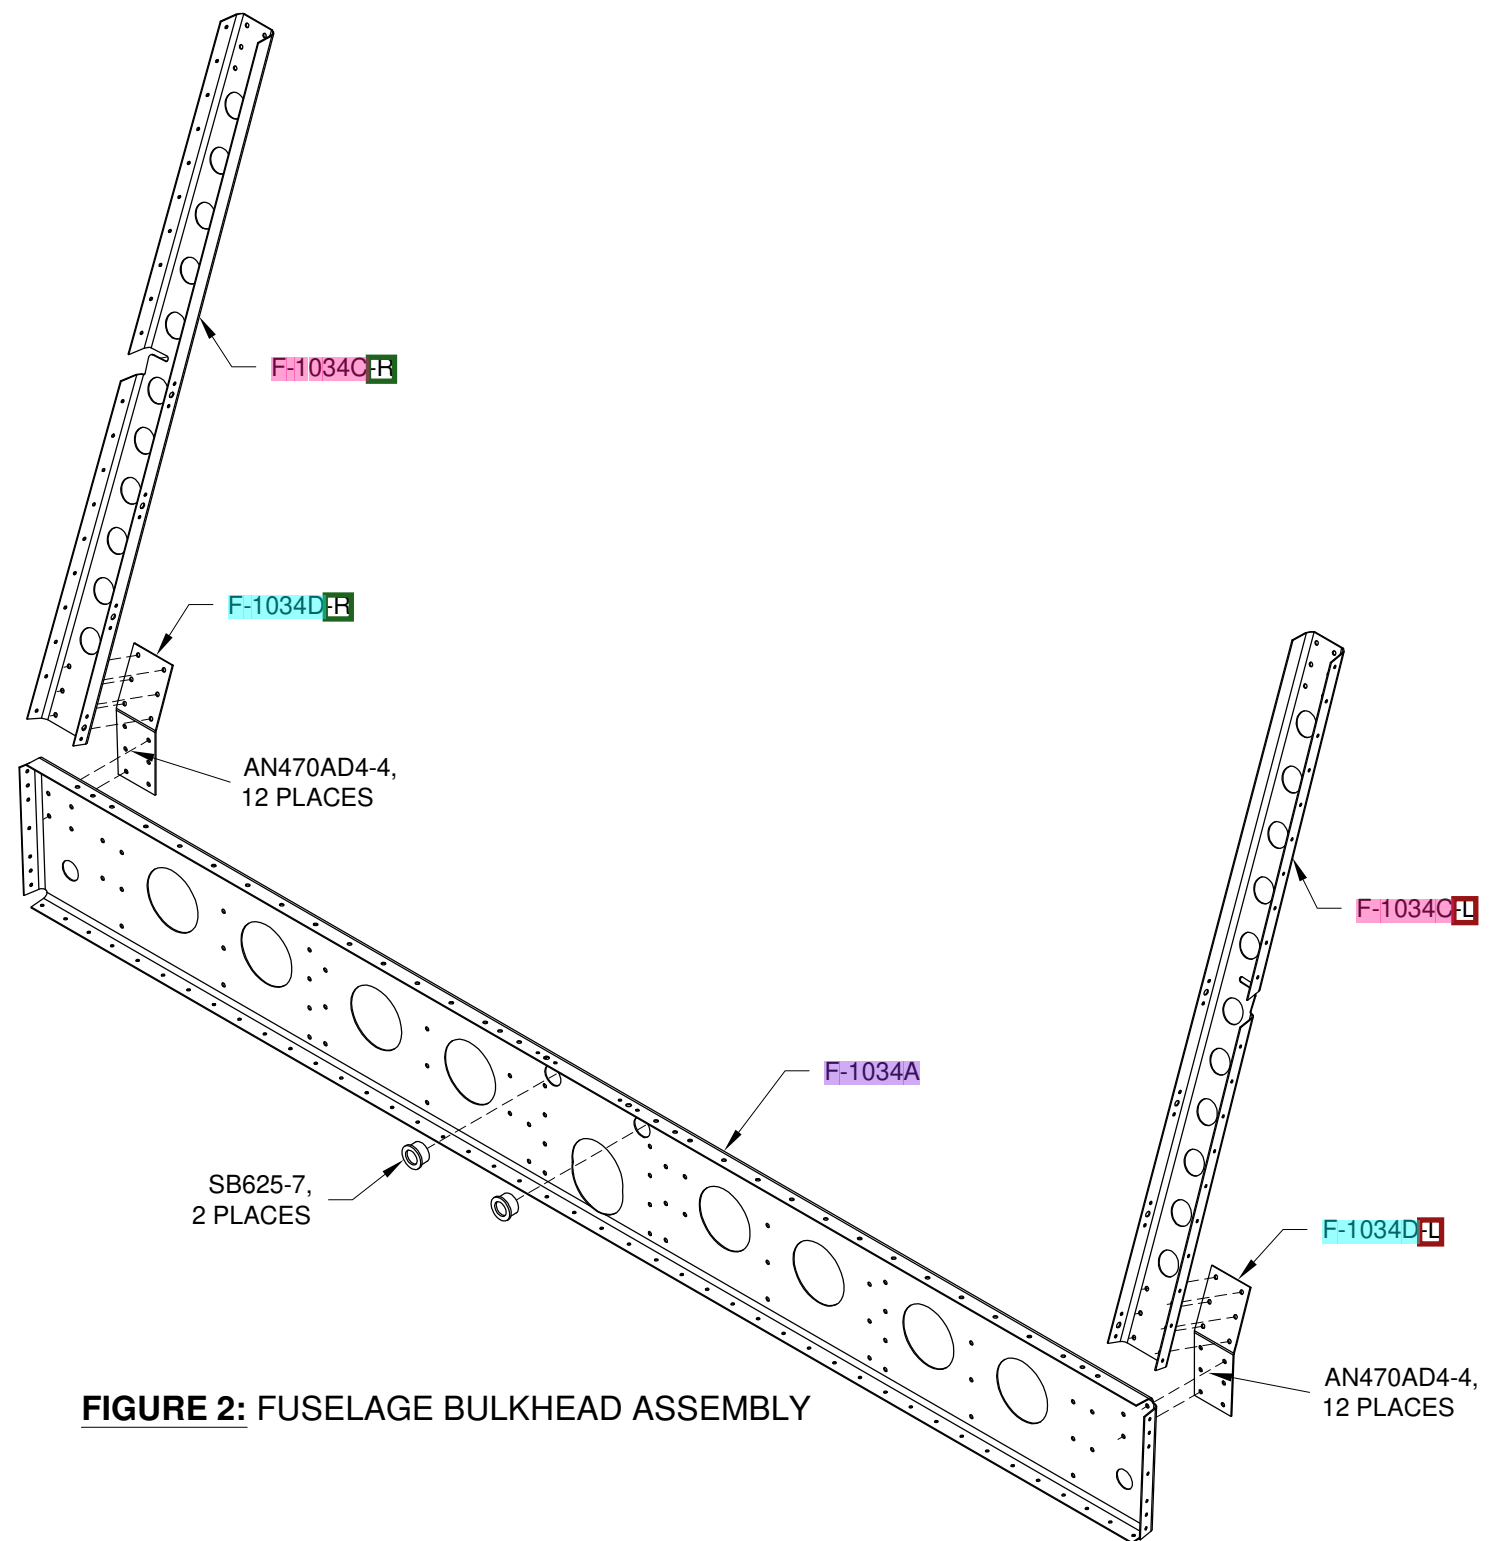 F-1034C-R
F-1034D-R
AN470AD4-4,
12 PLACES
F-1034C-L
F-1034A
SB625-7,
2 PLACES
F-1034D-L
AN470AD4-4,
12 PLACES
FIGURE 2: FUSELAGE BULKHEAD ASSEMBLY